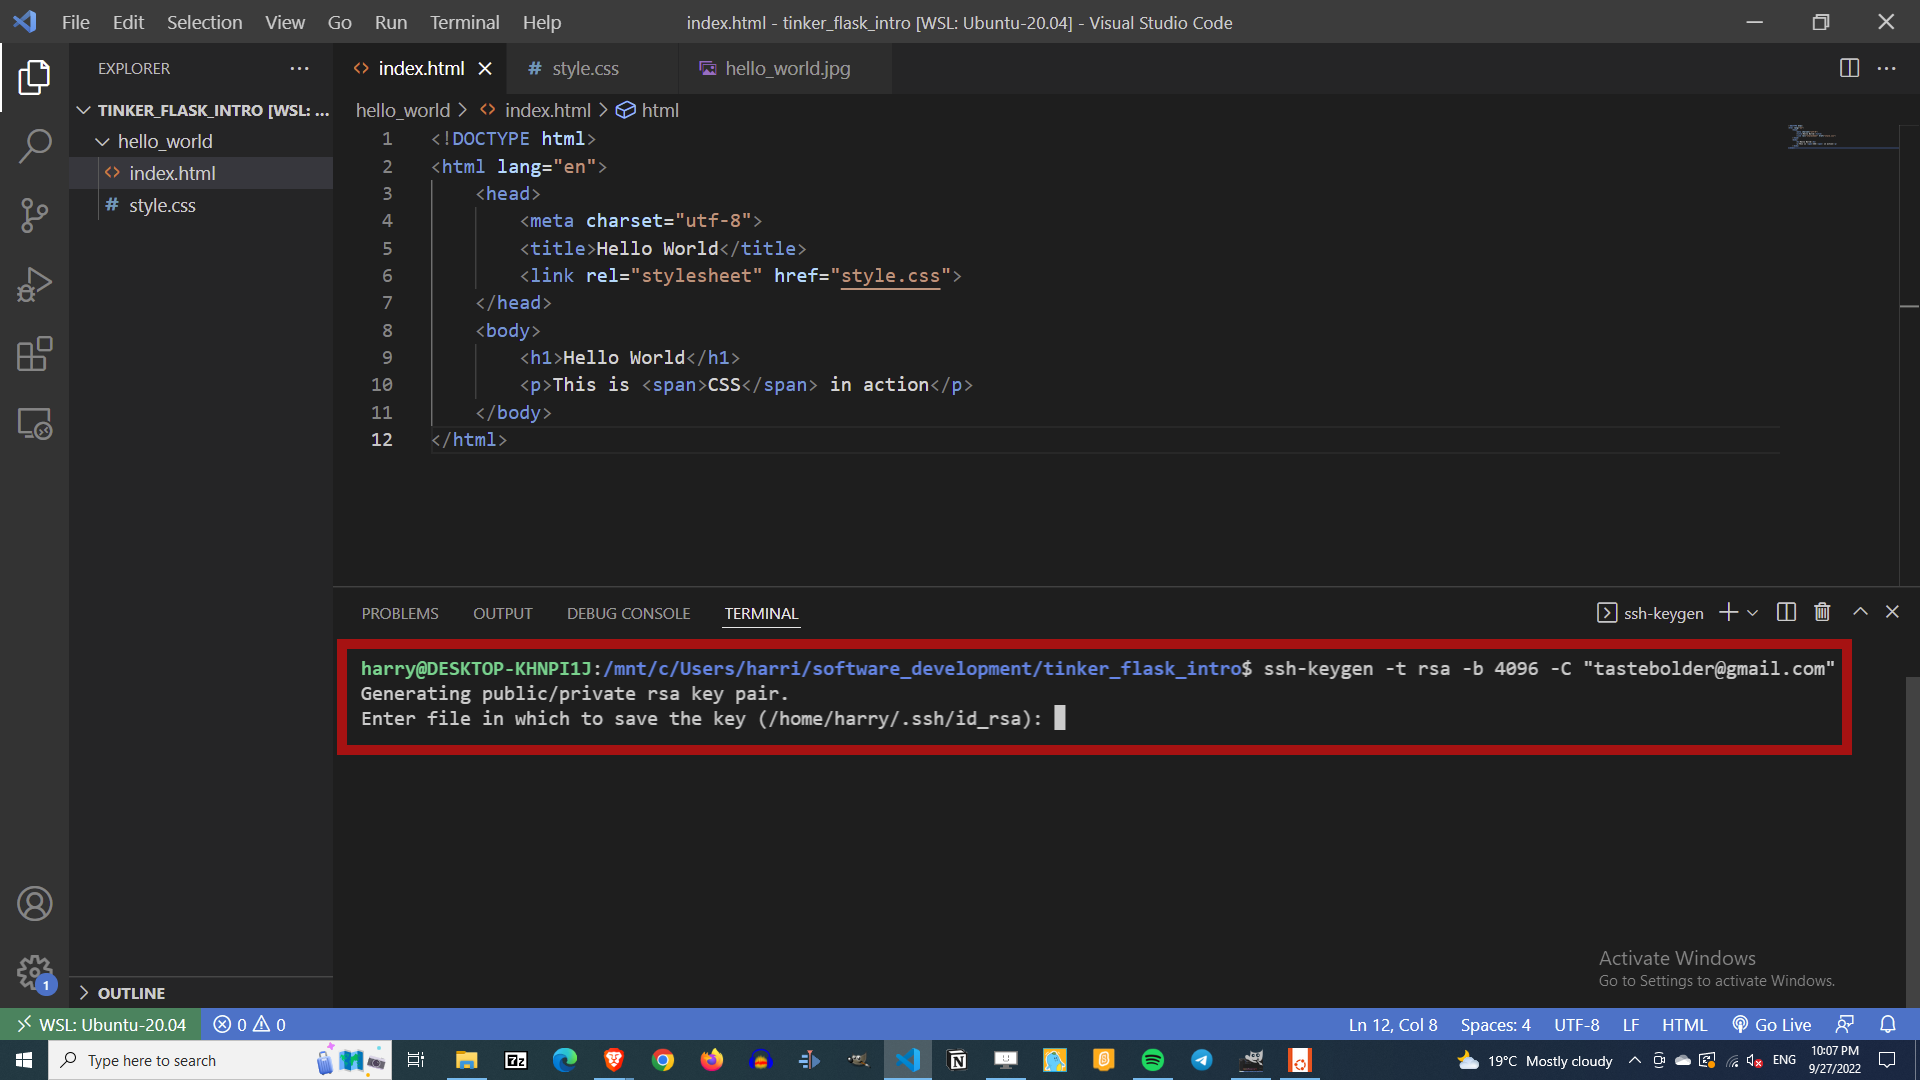 File Edit Selection View Go Run Terminal Help
index.html - tinker_flask_intro [WSL: Ubuntu-20.04] - Visual Studio Code
EXPLORER
TINKER_FLASK_INTRO [WSL: ...
hello_world
index.html
style.css
OUTLINE
index.html style.css hello_world.jpg
hello_world > index.html > html
1 <!DOCTYPE html>
2 <html lang="en">
3 <head>
4 <meta charset="utf-8">
5 <title>Hello World</title>
6 <link rel="stylesheet" href="style.css">
7 </head>
8 <body>
9 <h1>Hello World</h1>
10 <p>This is <span>CSS</span> in action</p>
11 </body>
12 </html>
PROBLEMS OUTPUT DEBUG CONSOLE TERMINAL
ssh-keygen
harry@DESKTOP-KHNPI1J:/mnt/c/Users/harri/software_development/tinker_flask_intro$ ssh-keygen -t rsa -b 4096 -C "tastebolder@gmail.com"
Generating public/private rsa key pair.
Enter file in which to save the key (/home/harry/.ssh/id_rsa):
Activate Windows
Go to Settings to activate Windows.
1
WSL: Ubuntu-20.04 0 0
Ln 12, Col 8 Spaces: 4 UTF-8 LF HTML Go Live
Type here to search
19°C Mostly cloudy
ENG
10:07 PM
9/27/2022